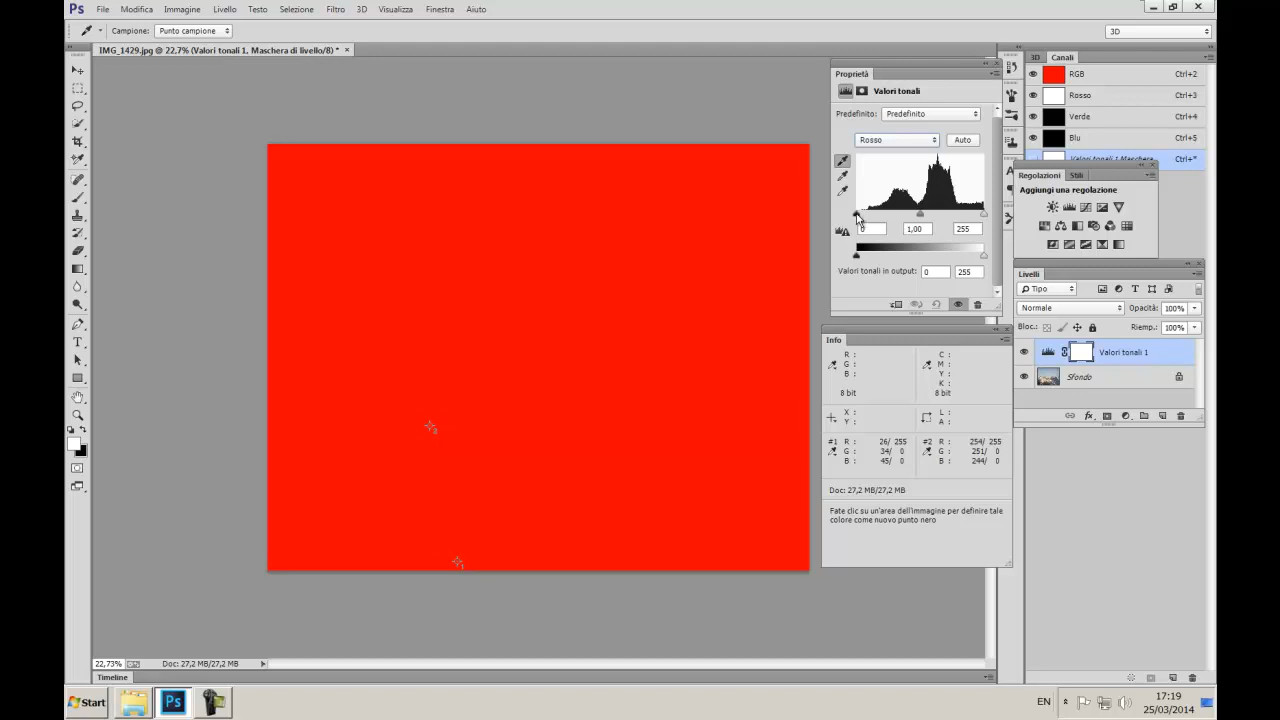 Ps File Modifica Immagine Livello Testo Selezione Filtro 3D Visualizza Finestra Aiuto
Campione: Punto campione 3D
IMG_1429.jpg @ 22,7% (Valori tonali 1, Maschera di livello/8) * ×
Proprietà
Valori tonali
Predefinito: Predefinito
Rosso Auto
0 1,00 255
Valori tonali in output: 0 255
3D Canali
RGB Ctrl+2
Rosso Ctrl+3
Verde Ctrl+4
Blu Ctrl+5
Valori tonali 1 Maschera Ctrl+*
Regolazioni Stili
Aggiungi una regolazione
Livelli
Tipo
Normale Opacità: 100%
Bloc.: Riemp.: 100%
fx
Valori tonali 1
Sfondo
Info
R : C :
G : M :
B : Y :
K :
8 bit 8 bit
X : L :
Y : A :
#1 R : 26/ 255 #2 R : 254/ 255
G : 34/ 0 G : 251/ 0
B : 45/ 0 B : 244/ 0
Doc: 27,2 MB/27,2 MB
Fate clic su un'area dell'immagine per definire tale
colore come nuovo punto nero
2
1
22,73% Doc: 27,2 MB/27,2 MB
Timeline
Start Ps EN 17:19
25/03/2014